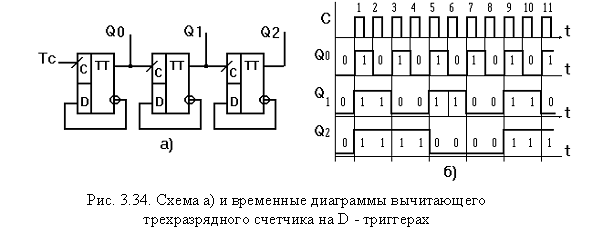 Q0 Q1 Q2
Tc C TT C TT C TT
D D D
а)
C 1 2 3 4 5 6 7 8 9 10 11 t
Q0 0 1 0 1 0 1 0 1 0 1 0 1 t
Q1 0 1 1 0 0 1 1 0 0 1 1 0 t
Q2 0 1 1 1 1 0 0 0 0 1 1 1 t
б)
Рис. 3.34. Схема а) и временные диаграммы вычитающего
трехразрядного счетчика на D - триггерах